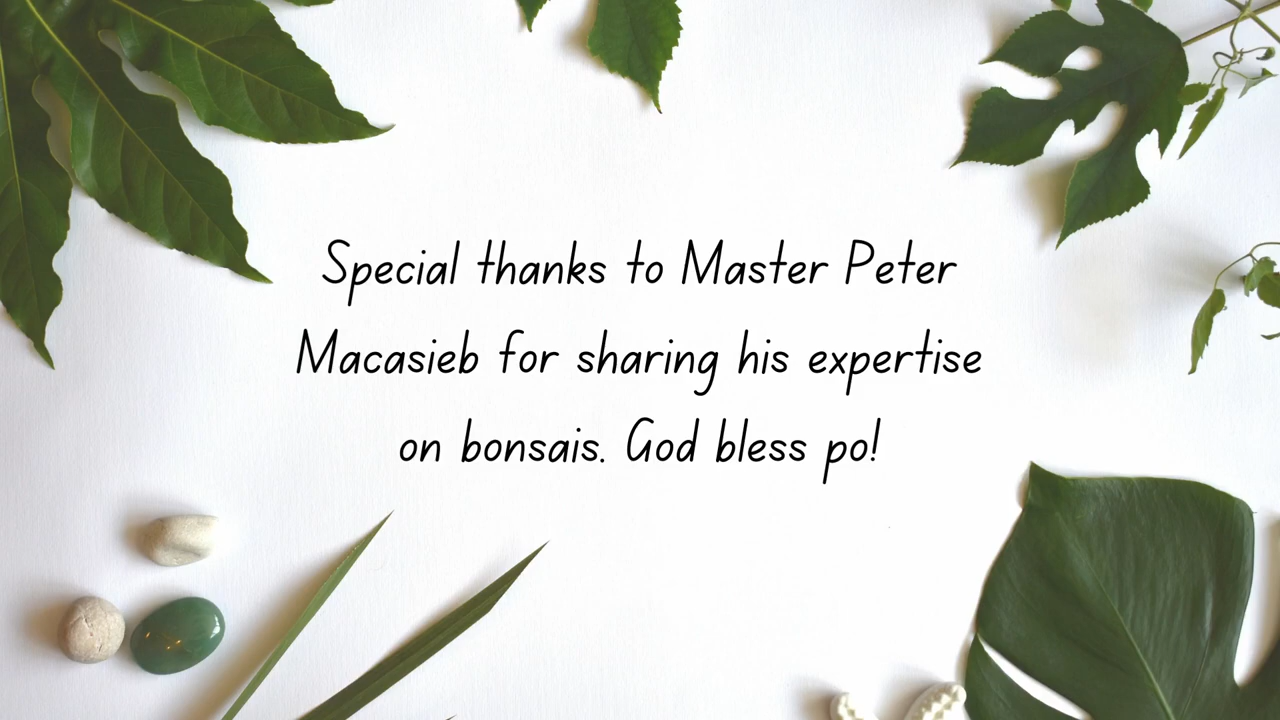 Special thanks to Master Peter
Macasieb for sharing his expertise
on bonsais. God bless po!